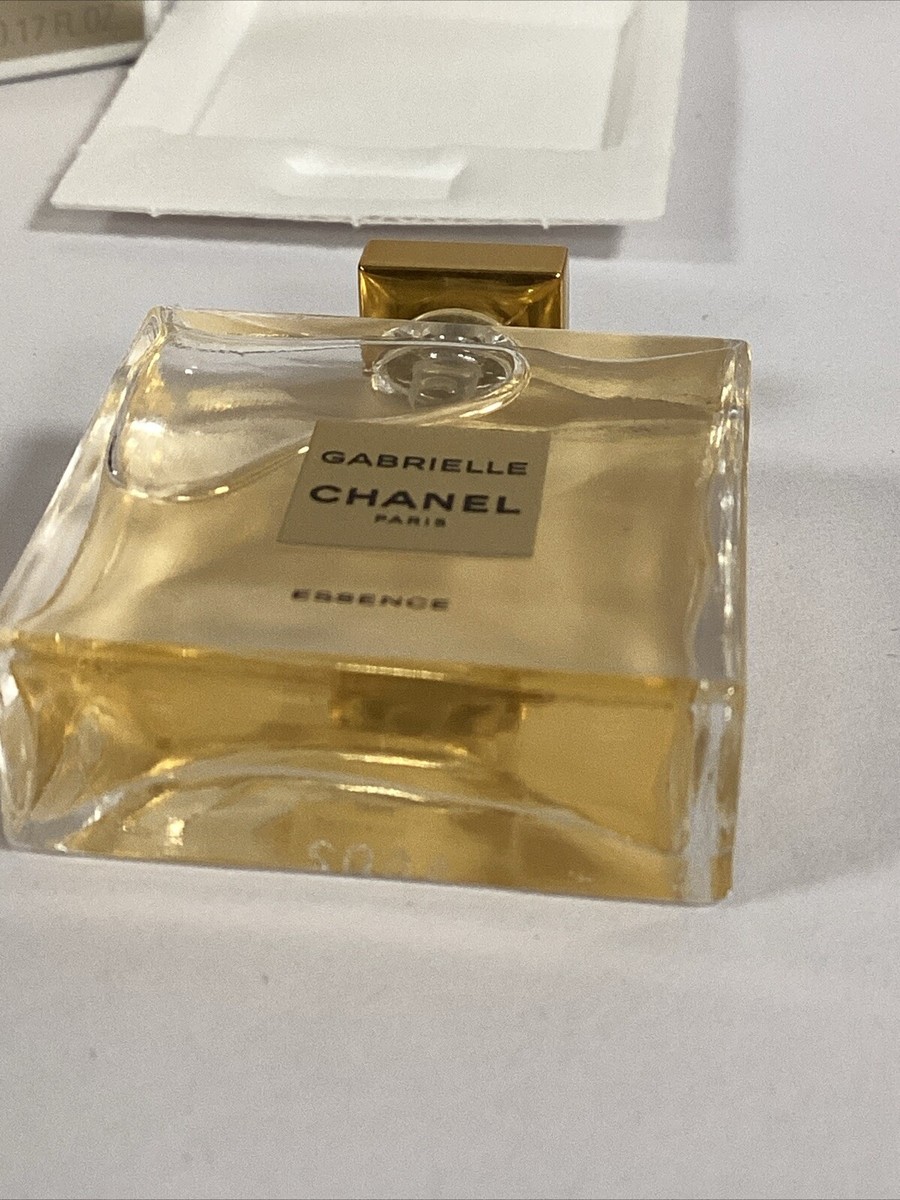 0.17 FL OZ
GABRIELLE
CHANEL
PARIS
ESSENCE